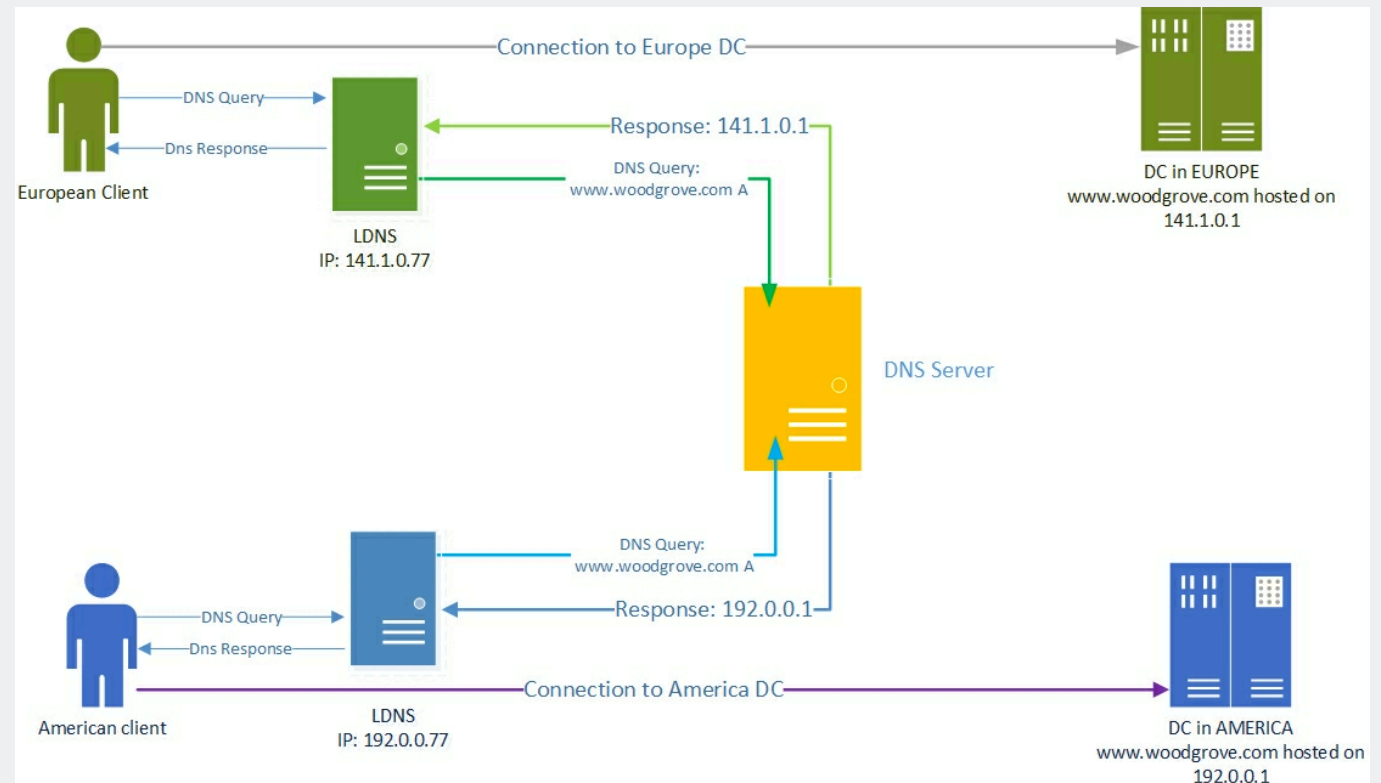 Connection to Europe DC
DNS Query
Dns Response
European Client
LDNS
IP: 141.1.0.77
Response: 141.1.0.1
DNS Query:
www.woodgrove.com A
DC in EUROPE
www.woodgrove.com hosted on
141.1.0.1
DNS Server
DNS Query:
www.woodgrove.com A
Response: 192.0.0.1
DNS Query
Dns Response
American client
LDNS
IP: 192.0.0.77
Connection to America DC
DC in AMERICA
www.woodgrove.com hosted on
192.0.0.1